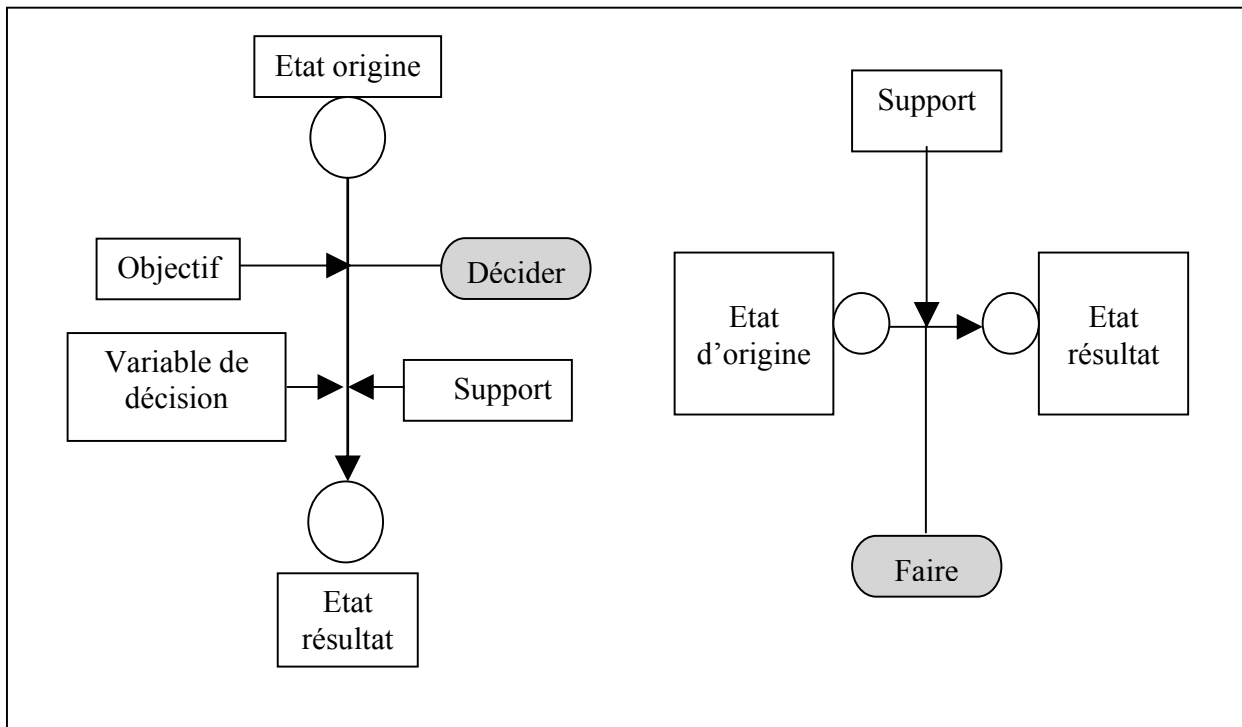 Etat origine
Objectif
Décider
Variable de
décision
Support
Etat
résultat
Support
Etat
d’origine
Etat
résultat
Faire